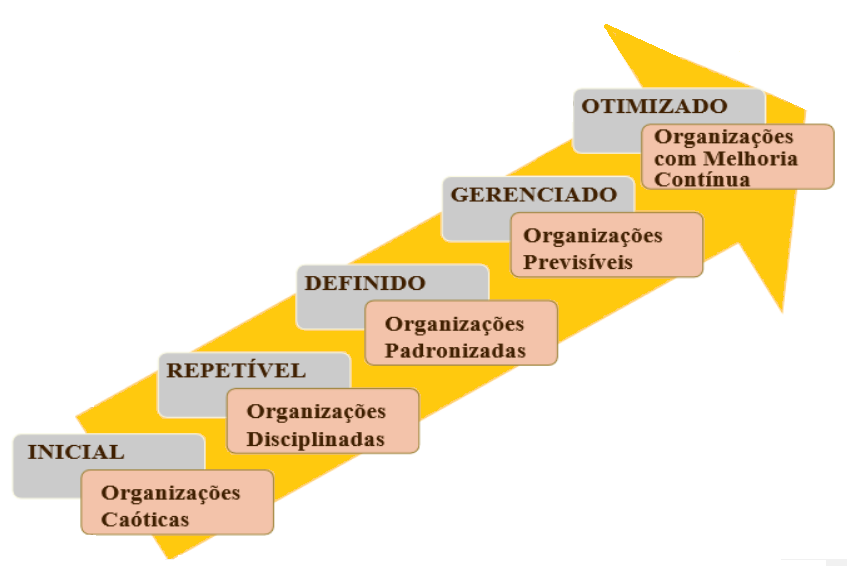 OTIMIZADO
Organizações
com Melhoria
Contínua
GERENCIADO
Organizações
Previsíveis
DEFINIDO
Organizações
Padronizadas
REPETÍVEL
Organizações
Disciplinadas
INICIAL
Organizações
Caóticas